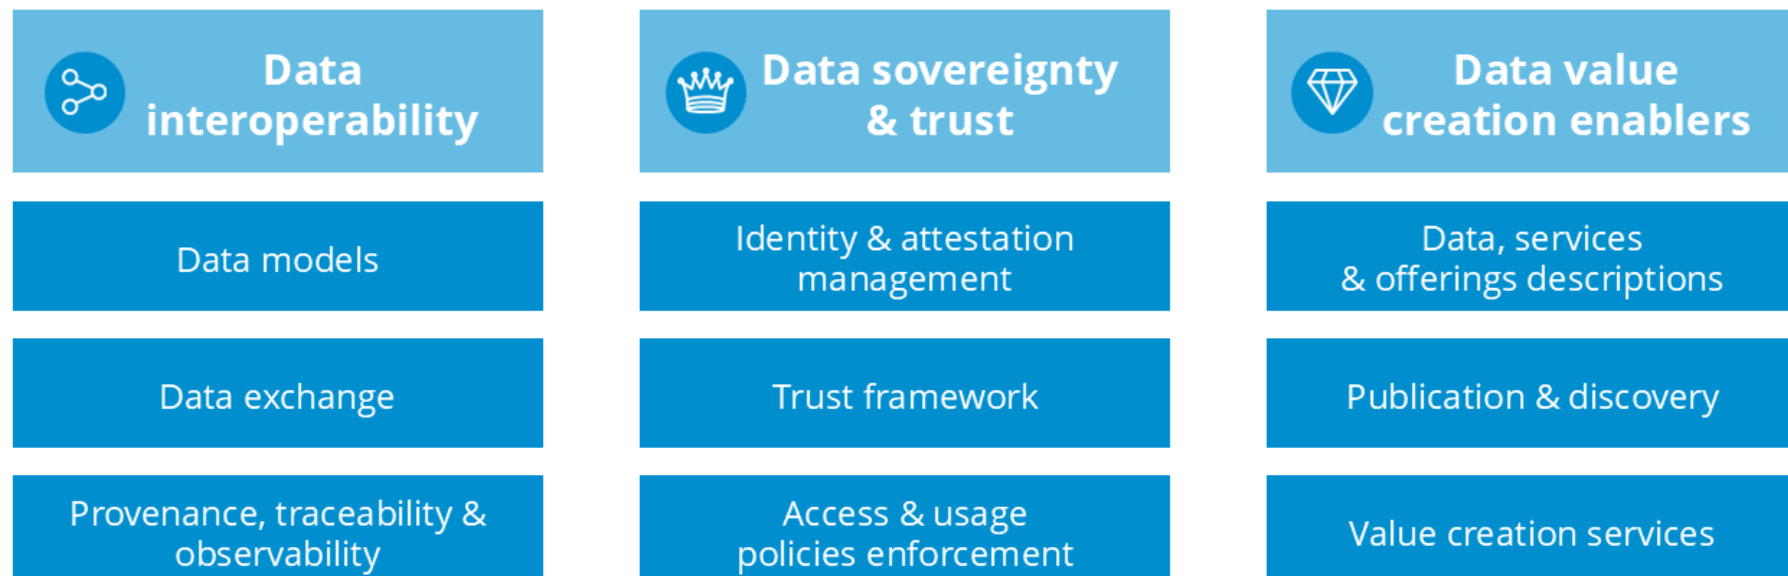 Data
interoperability
Data models
Data exchange
Provenance, traceability &
observability
Data sovereignty
& trust
Identity & attestation
management
Trust framework
Access & usage
policies enforcement
Data value
creation enablers
Data, services
& offerings descriptions
Publication & discovery
Value creation services